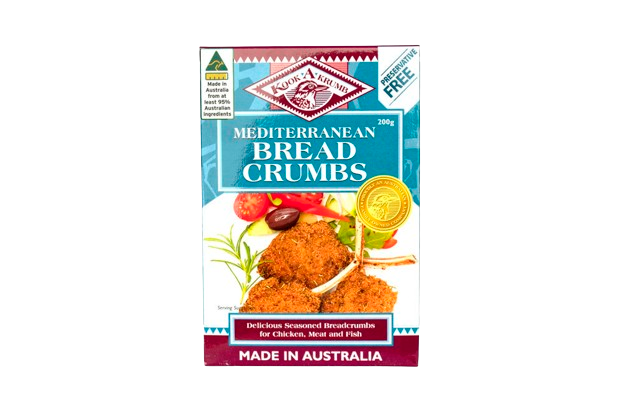 Made in
Australia
from at
least 95%
Australian
ingredients
KOOK·A·KRUMB
PRESERVATIVE
FREE
200g
MEDITERRANEAN
BREAD
CRUMBS
Delicious Seasoned Breadcrumbs
for Chicken, Meat and Fish
MADE IN AUSTRALIA